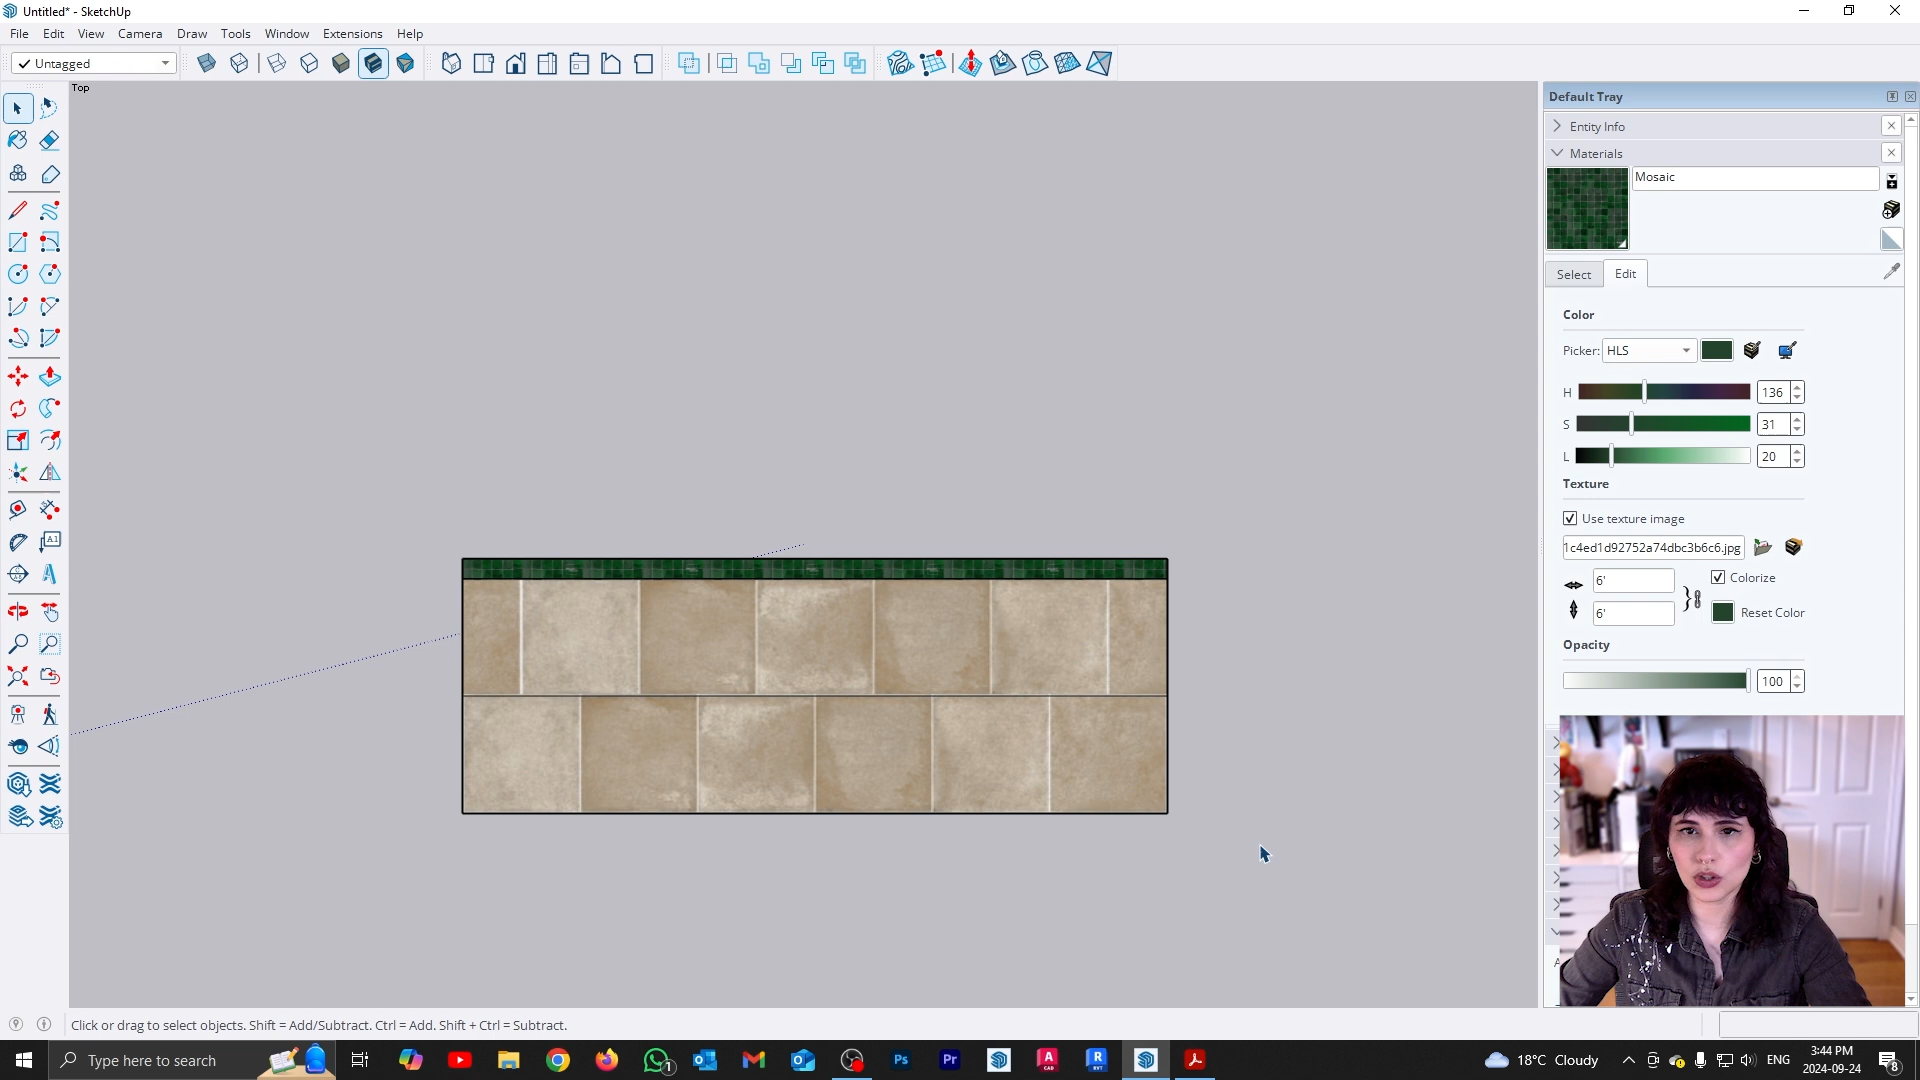 Untitled* - SketchUp
File Edit View Camera Draw Tools Window Extensions Help
Untagged
Top
Default Tray
Entity Info
Materials
Mosaic
Select Edit
Color
Picker: HLS
H 136
S 31
L 20
Texture
Use texture image
1c4ed1d92752a74dbc3b6c6.jpg
6' Colorize
6' Reset Color
Opacity
100
A1
Click or drag to select objects. Shift = Add/Subtract. Ctrl = Add. Shift + Ctrl = Subtract.
Type here to search
18°C Cloudy
ENG
3:44 PM
2024-09-24
8